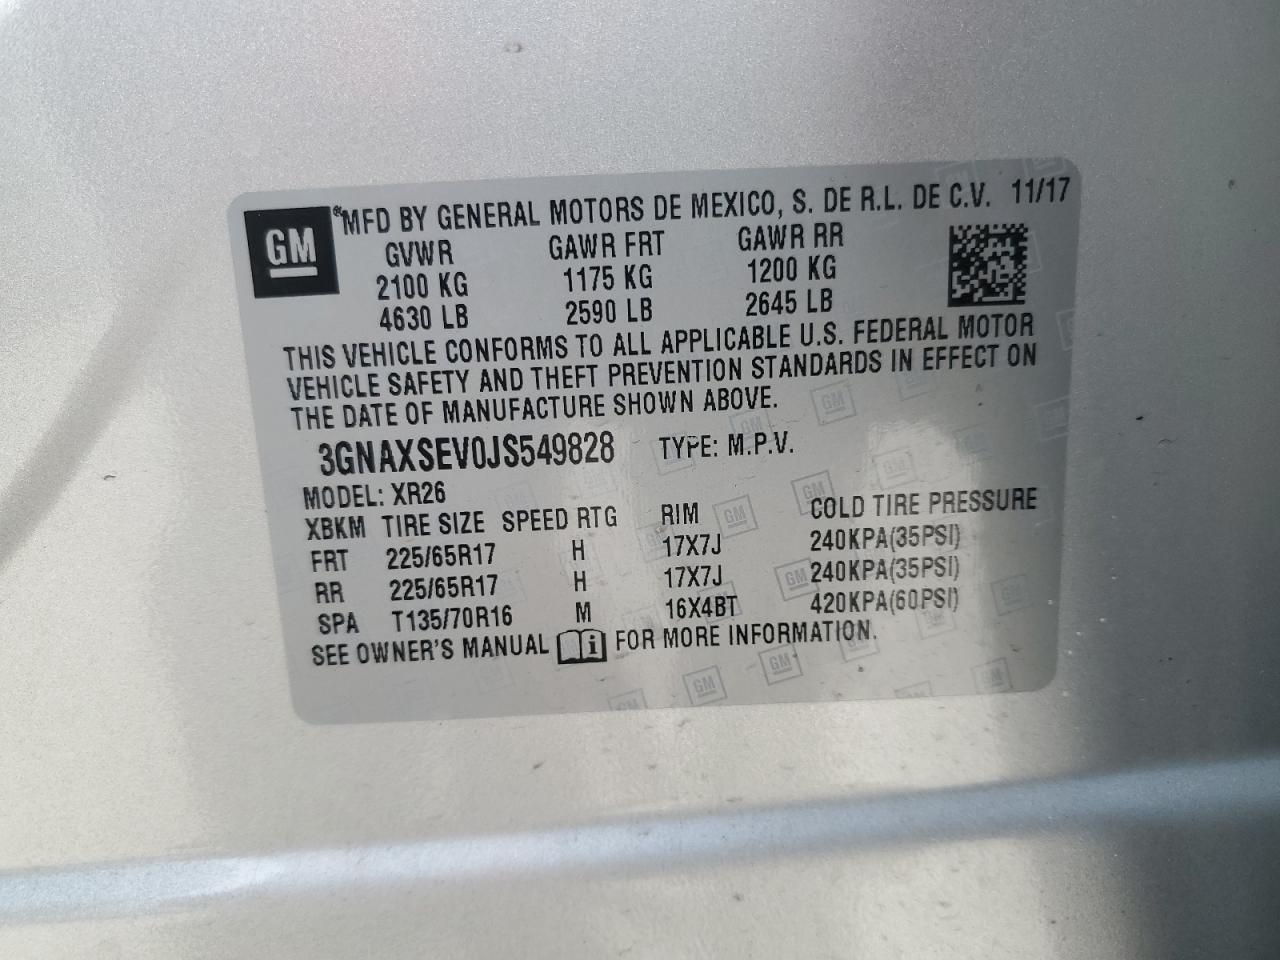 GM
MFD BY GENERAL MOTORS DE MEXICO, S. DE R.L. DE C.V. 11/17
GVWR GAWR FRT GAWR RR
2100 KG 1175 KG 1200 KG
4630 LB 2590 LB 2645 LB
THIS VEHICLE CONFORMS TO ALL APPLICABLE U.S. FEDERAL MOTOR
VEHICLE SAFETY AND THEFT PREVENTION STANDARDS IN EFFECT ON
THE DATE OF MANUFACTURE SHOWN ABOVE.
3GNAXSEV0JS549828 TYPE: M.P.V.
MODEL: XR26
XBKM TIRE SIZE SPEED RTG RIM COLD TIRE PRESSURE
FRT 225/65R17 H 17X7J 240KPA(35PSI)
RR 225/65R17 H 17X7J 240KPA(35PSI)
SPA T135/70R16 M 16X4BT 420KPA(60PSI)
SEE OWNER'S MANUAL i FOR MORE INFORMATION.